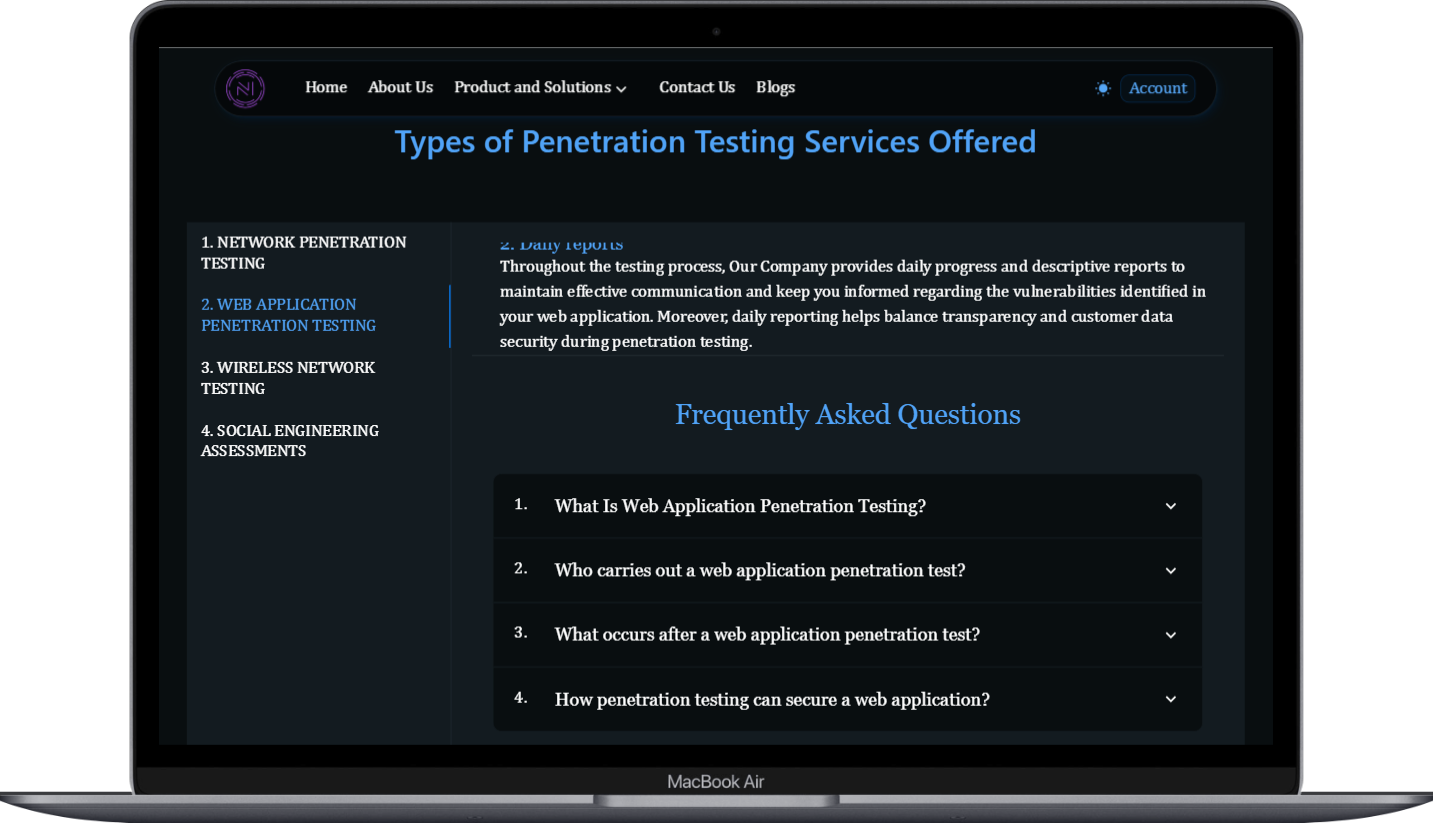 Home About Us Product and Solutions Contact Us Blogs Account
Types of Penetration Testing Services Offered
1. NETWORK PENETRATION
TESTING
2. WEB APPLICATION
PENETRATION TESTING
3. WIRELESS NETWORK
TESTING
4. SOCIAL ENGINEERING
ASSESSMENTS
2. Daily reports
Throughout the testing process, Our Company provides daily progress and descriptive reports to
maintain effective communication and keep you informed regarding the vulnerabilities identified in
your web application. Moreover, daily reporting helps balance transparency and customer data
security during penetration testing.
Frequently Asked Questions
1. What Is Web Application Penetration Testing?
2. Who carries out a web application penetration test?
3. What occurs after a web application penetration test?
4. How penetration testing can secure a web application?
MacBook Air